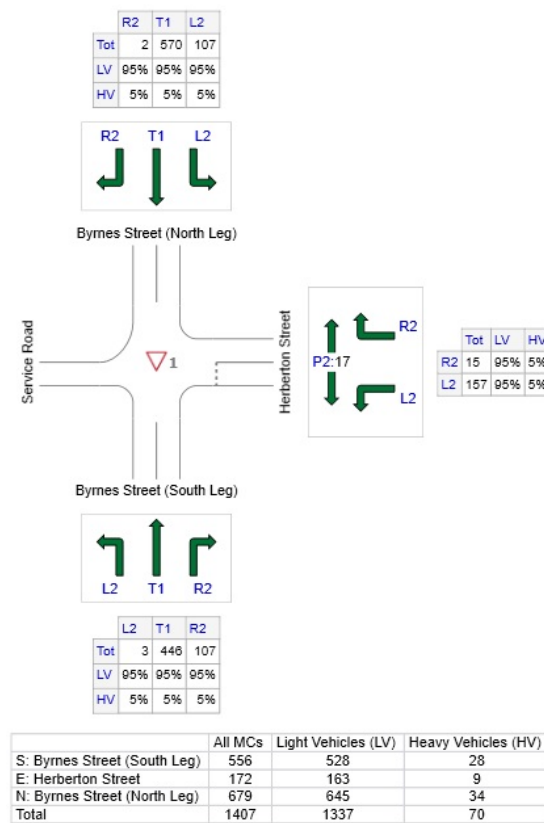 R2 T1 L2
Tot 2 570 107
LV 95% 95% 95%
HV 5% 5% 5%
R2 T1 L2
Byrnes Street (North Leg)
Service Road
1
Herberton Street
P2:17
R2
L2
Tot LV HV
R2 15 95% 5%
L2 157 95% 5%
Byrnes Street (South Leg)
L2 T1 R2
L2 T1 R2
Tot 3 446 107
LV 95% 95% 95%
HV 5% 5% 5%
All MCs Light Vehicles (LV) Heavy Vehicles (HV)
S: Byrnes Street (South Leg) 556 528 28
E: Herberton Street 172 163 9
N: Byrnes Street (North Leg) 679 645 34
Total 1407 1337 70